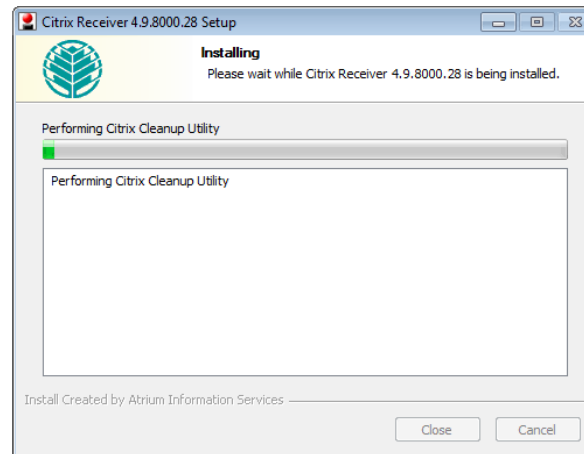 Citrix Receiver 4.9.8000.28 Setup
Installing
Please wait while Citrix Receiver 4.9.8000.28 is being installed.
Performing Citrix Cleanup Utility
Performing Citrix Cleanup Utility
Install Created by Atrium Information Services
Close
Cancel